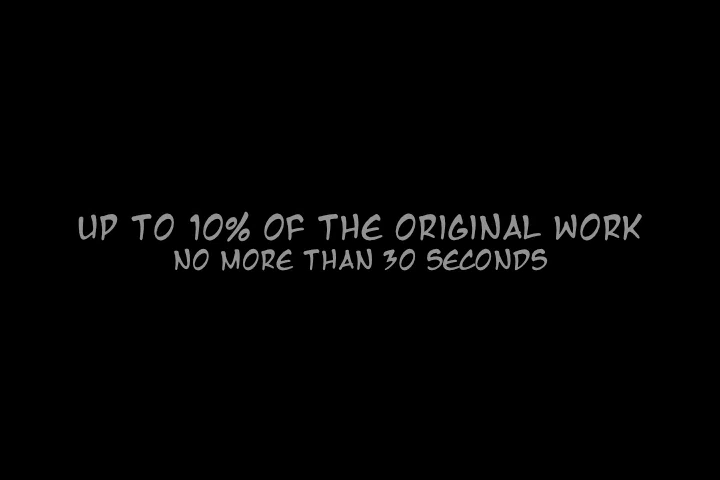 UP TO 10% OF THE ORIGINAL WORK
NO MORE THAN 30 SECONDS